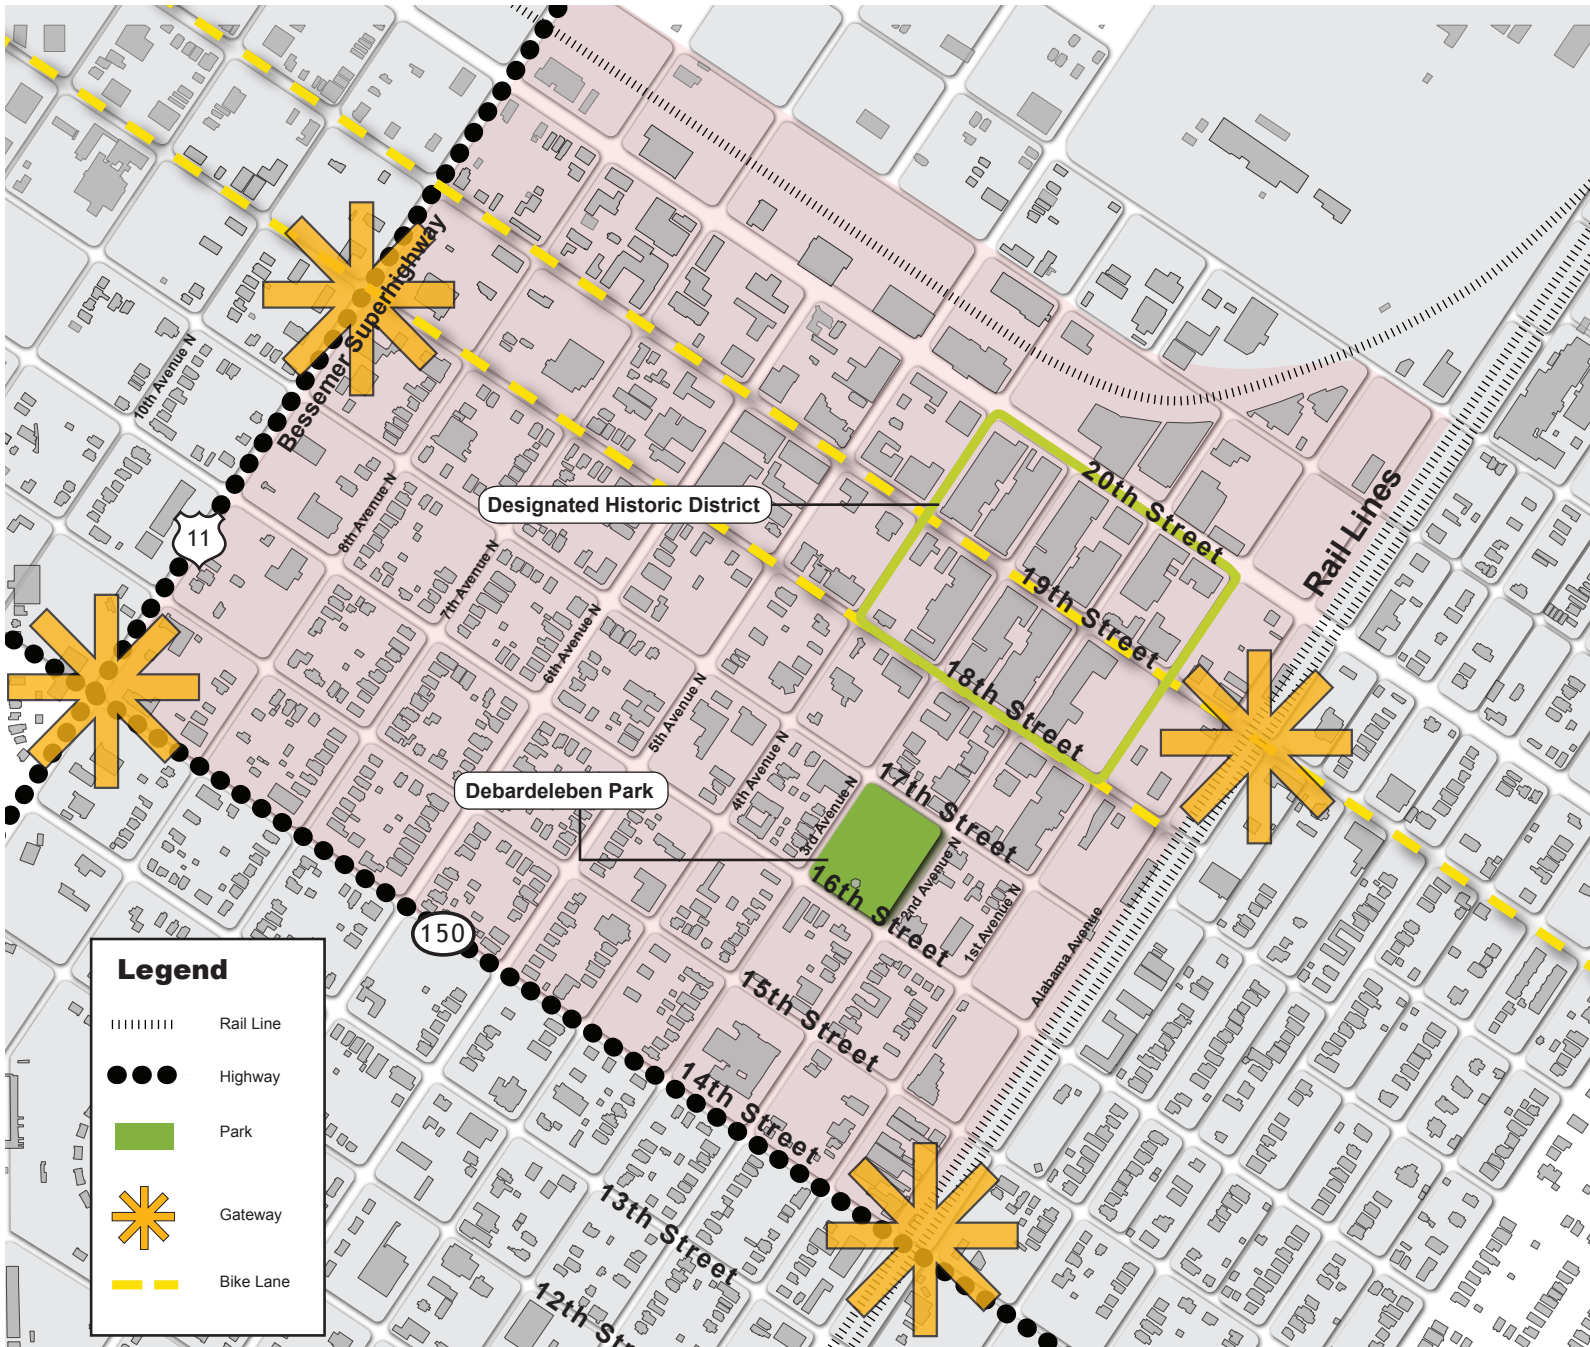 Bessemer Superhighway
10th Avenue N
11
8th Avenue N
7th Avenue N
6th Avenue N
5th Avenue N
4th Avenue N
3rd Avenue N
2nd Avenue N
1st Avenue N
Alabama Avenue
Rail Lines
Designated Historic District
20th Street
19th Street
18th Street
Debardeleben Park
17th Street
16th Street
15th Street
14th Street
13th Street
12th Str
150
Legend
Rail Line
Highway
Park
Gateway
Bike Lane